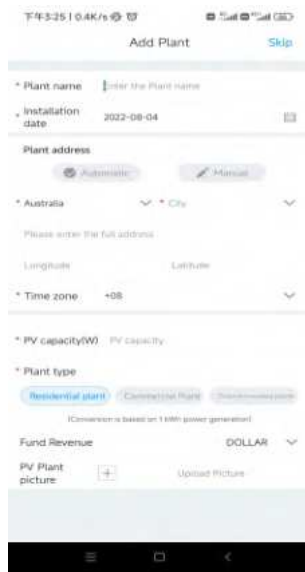 下午3:25 | 0.4K/s
Add Plant
Skip
* Plant name
Enter the Plant name
* Installation date
2022-08-04
Plant address
Automatic
Manual
* Australia
* City
Please enter the full address
Longitude
Latitude
* Time zone
+08
* PV capacity(W)
PV capacity
* Plant type
Residential plant
Commercial Plant
(Conversion is based on 1 kWh power generation)
Fund Revenue
DOLLAR
PV Plant picture
Upload Picture